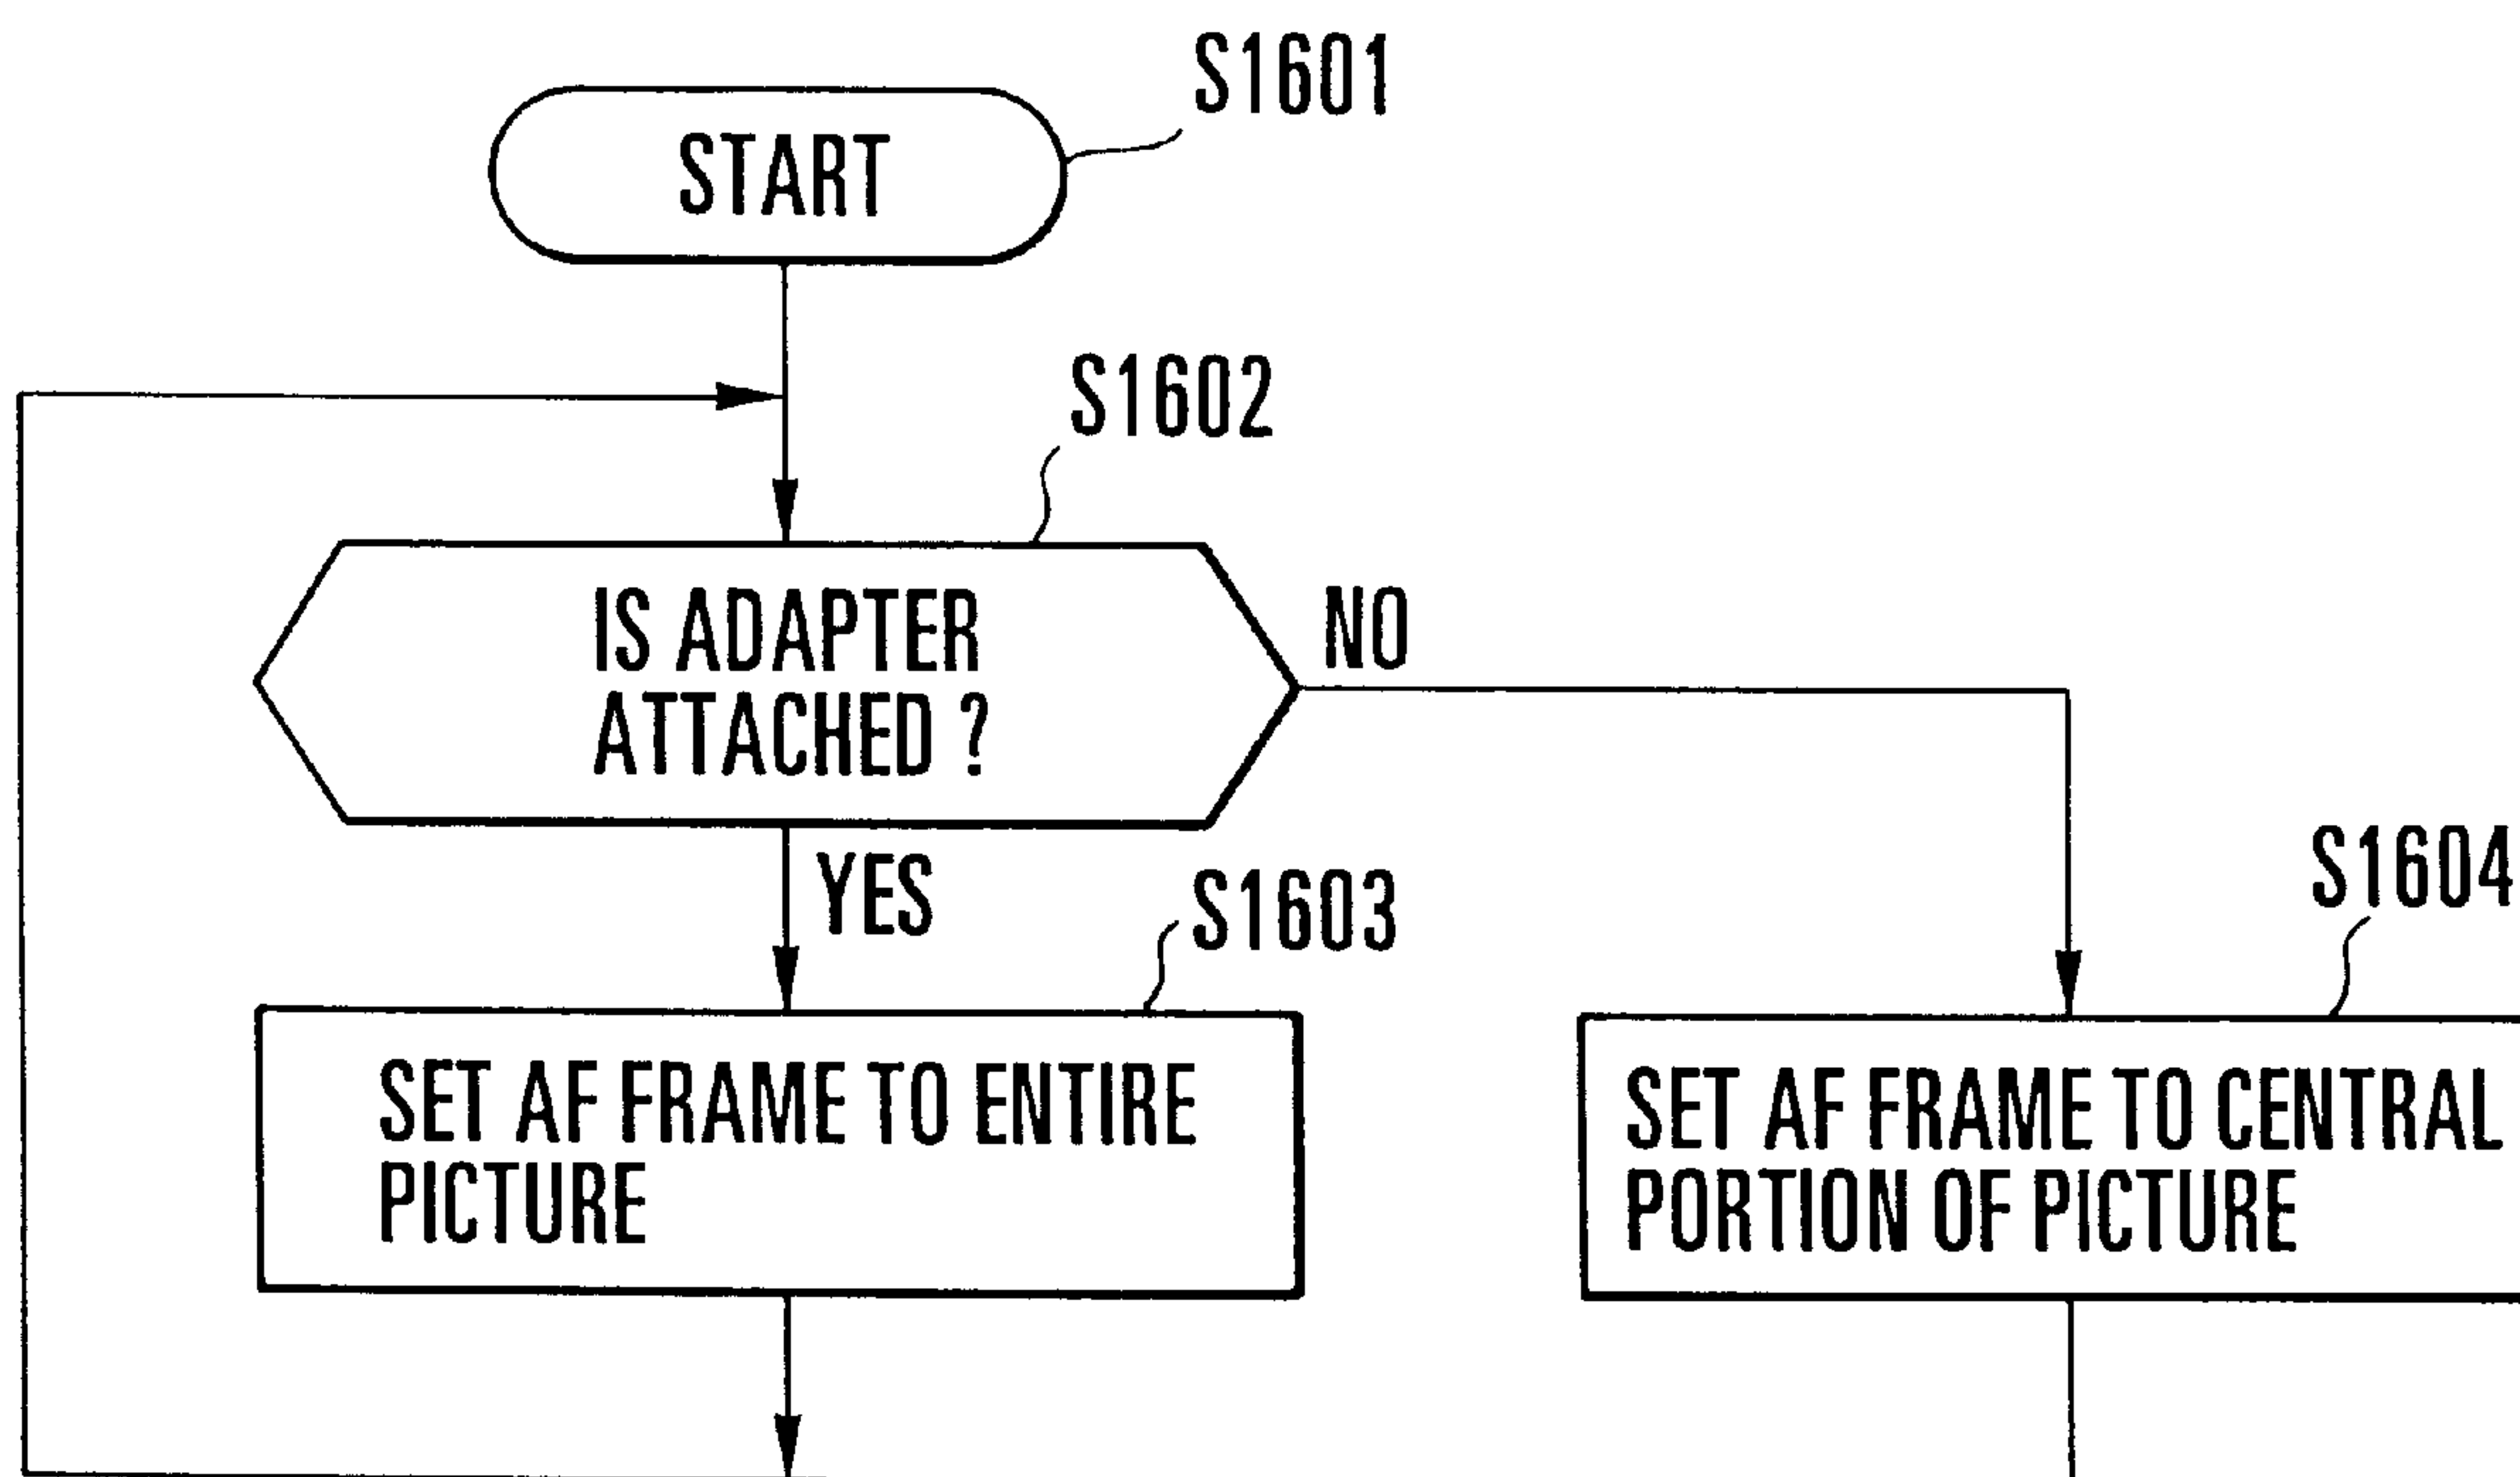 S1601
START
S1602
IS ADAPTER
ATTACHED ?
NO
YES
S1603
S1604
SET AF FRAME TO ENTIRE
PICTURE
SET AF FRAME TO CENTRAL
PORTION OF PICTURE